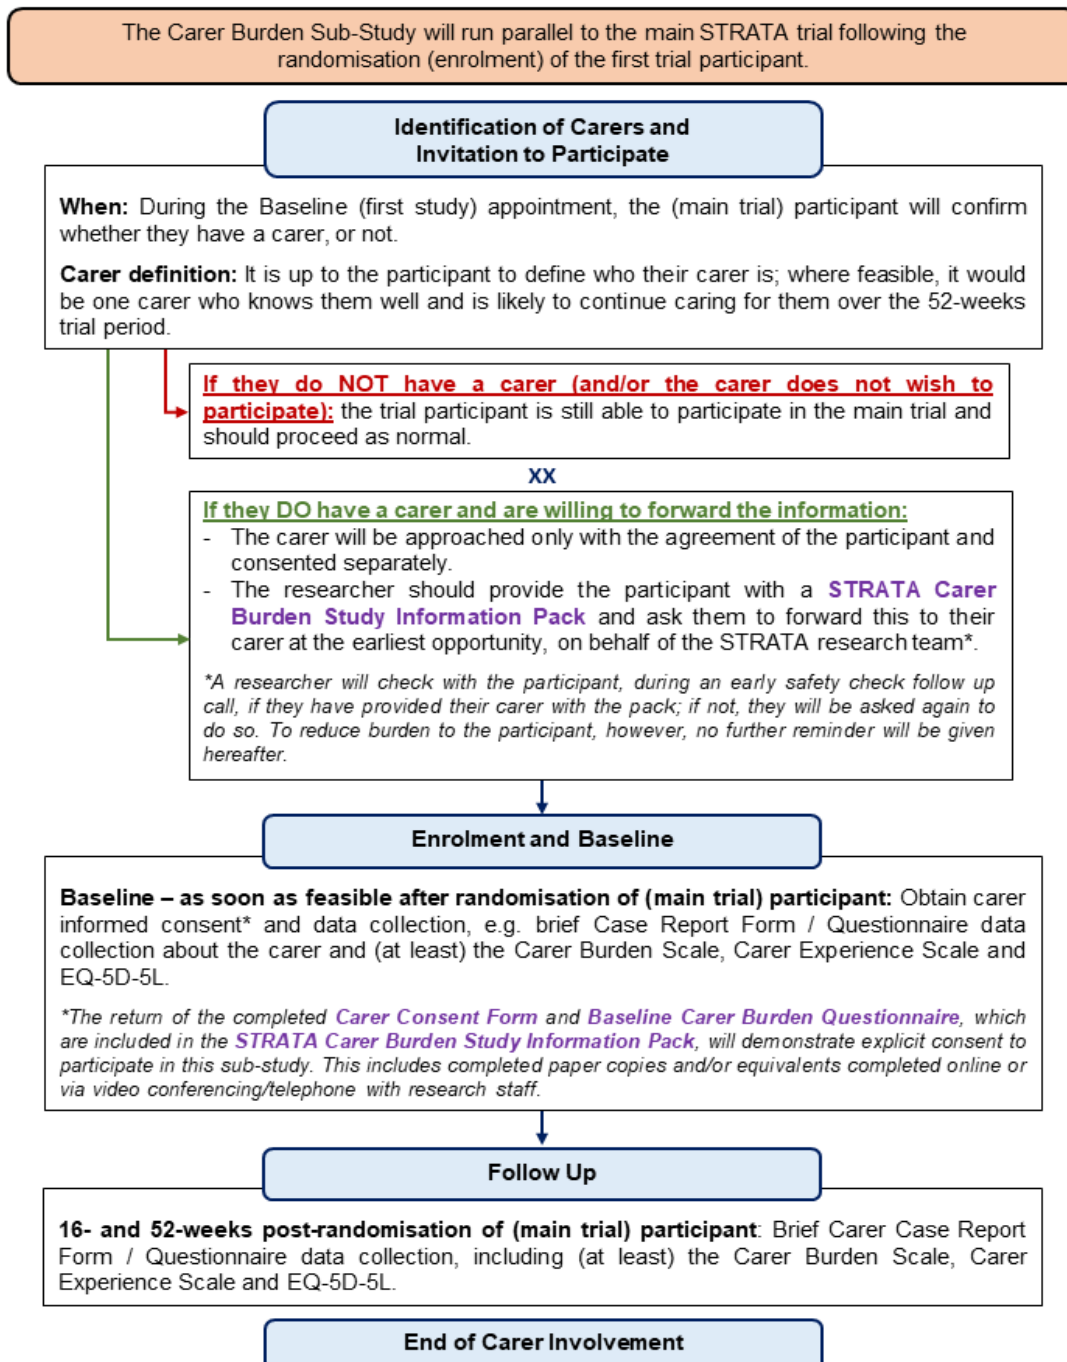 The Carer Burden Sub-Study will run parallel to the main STRATA trial following the
randomisation (enrolment) of the first trial participant.
Identification of Carers and
Invitation to Participate
When: During the Baseline (first study) appointment, the (main trial) participant will confirm
whether they have a carer, or not.
Carer definition: It is up to the participant to define who their carer is; where feasible, it would
be one carer who knows them well and is likely to continue caring for them over the 52-weeks
trial period.
If they do NOT have a carer (and/or the carer does not wish to
participate): the trial participant is still able to participate in the main trial and
should proceed as normal.
XX
If they DO have a carer and are willing to forward the information:
- The carer will be approached only with the agreement of the participant and
consented separately.
- The researcher should provide the participant with a STRATA Carer
Burden Study Information Pack and ask them to forward this to their
carer at the earliest opportunity, on behalf of the STRATA research team*.
*A researcher will check with the participant, during an early safety check follow up
call, if they have provided their carer with the pack; if not, they will be asked again to
do so. To reduce burden to the participant, however, no further reminder will be given
hereafter.
Enrolment and Baseline
Baseline – as soon as feasible after randomisation of (main trial) participant: Obtain carer
informed consent* and data collection, e.g. brief Case Report Form / Questionnaire data
collection about the carer and (at least) the Carer Burden Scale, Carer Experience Scale and
EQ-5D-5L.
*The return of the completed Carer Consent Form and Baseline Carer Burden Questionnaire, which
are included in the STRATA Carer Burden Study Information Pack, will demonstrate explicit consent to
participate in this sub-study. This includes completed paper copies and/or equivalents completed online or
via video conferencing/telephone with research staff.
Follow Up
16- and 52-weeks post-randomisation of (main trial) participant: Brief Carer Case Report
Form / Questionnaire data collection, including (at least) the Carer Burden Scale, Carer
Experience Scale and EQ-5D-5L.
End of Carer Involvement